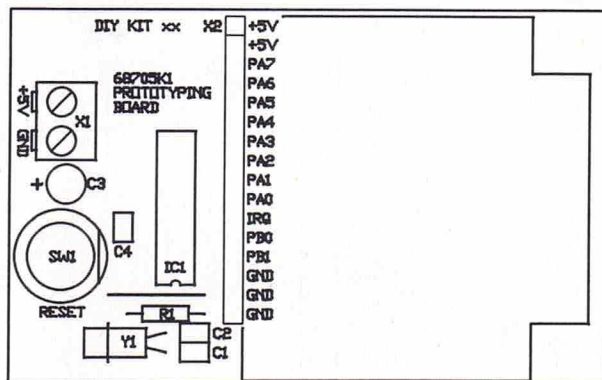 DIY KIT xx X2 +5V
+5V
PA7
68705K1
PROTOTYPING
BOARD
PA6
PA5
PA4
PA3
PA2
PA1
PA0
IRQ
PB0
PB1
GND
GND
GND
+5V
GND
X1
+
C3
C4
SW1
RESET
IC1
R1
Y1
C2
C1